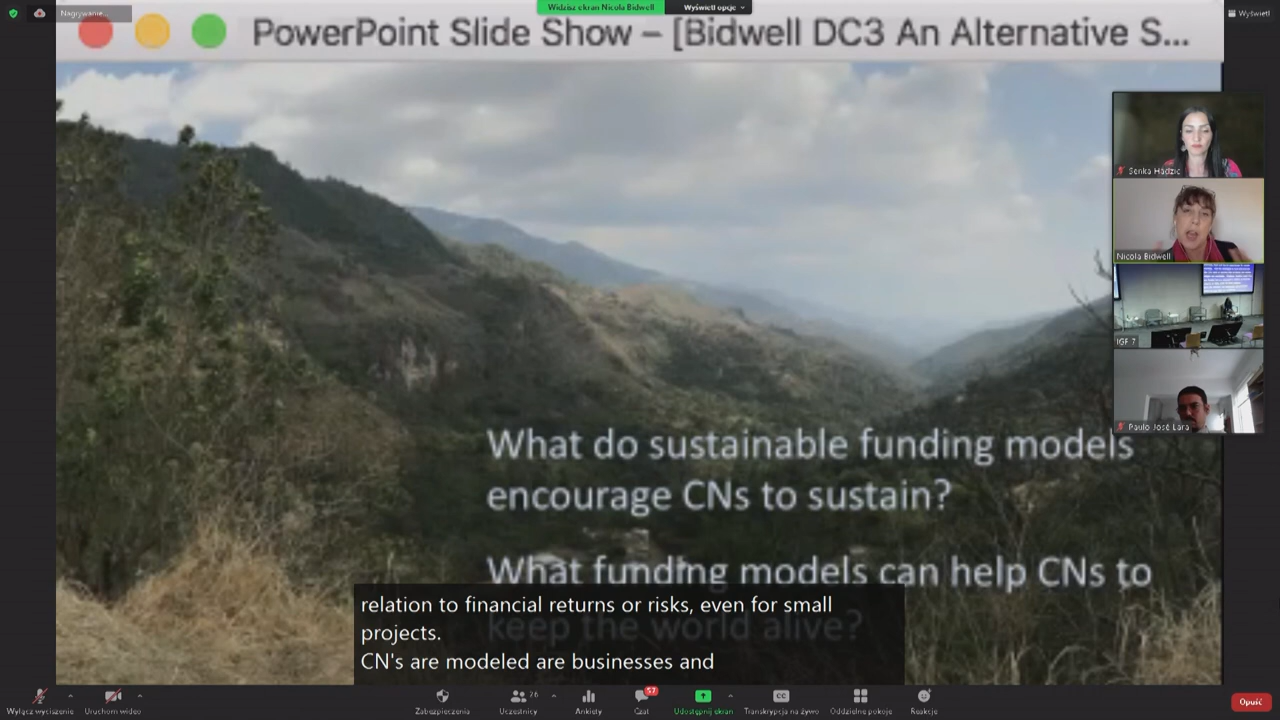 Nagrywanie...
Widzisz ekran Nicola Bidwell
Wyświetl opcje
Wyświetl
PowerPoint Slide Show – [Bidwell DC3 An Alternative S...
Senka Hadzic
Nicola Bidwell
IGF 7
Paulo José Lara
What do sustainable funding models
encourage CNs to sustain?
What funding models can help CNs to
keep the world alive?
relation to financial returns or risks, even for small
projects.
CN's are modeled are businesses and
Wyłącz wyciszenie
Uruchom wideo
Zabezpieczenia
26
Uczestnicy
Ankiety
57
Czat
Udostępnij ekran
CC
Transkrypcja na żywo
Oddzielne pokoje
Reakcje
Opuść